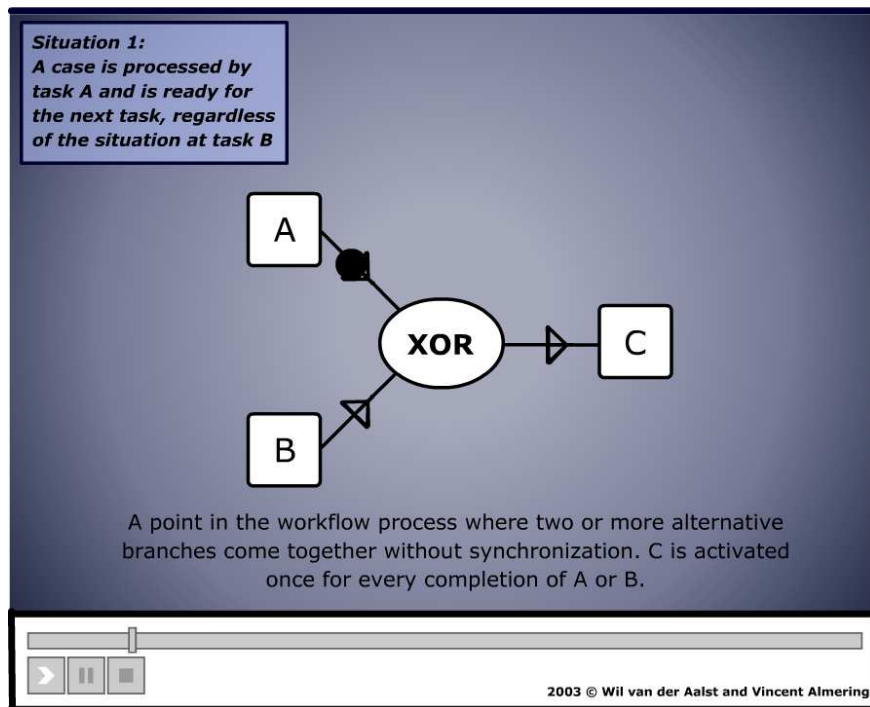 Situation 1:
A case is processed by
task A and is ready for
the next task, regardless
of the situation at task B
A
XOR
C
B
A point in the workflow process where two or more alternative
branches come together without synchronization. C is activated
once for every completion of A or B.
2003 © Wil van der Aalst and Vincent Almering